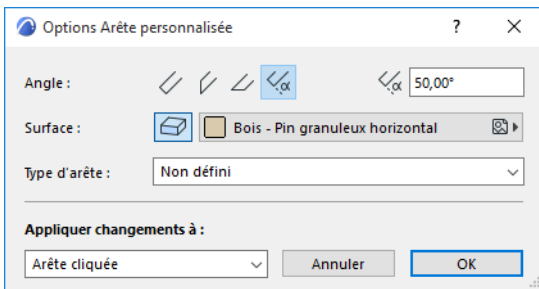 Options Arête personnalisée
Angle :
α
α
50,00°
Surface :
Bois - Pin granuleux horizontal
Type d'arête :
Non défini
Appliquer changements à :
Arête cliquée
Annuler
OK